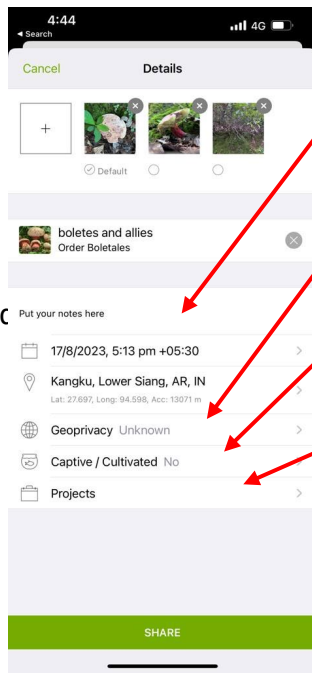 4:44
4G
◄ Search
Cancel Details
Default
boletes and allies
Order Boletales
Put your notes here
17/8/2023, 5:13 pm +05:30
Kangku, Lower Siang, AR, IN
Lat: 27.697, Long: 94.598, Acc: 13071 m
Geoprivacy Unknown
Captive / Cultivated No
Projects
SHARE